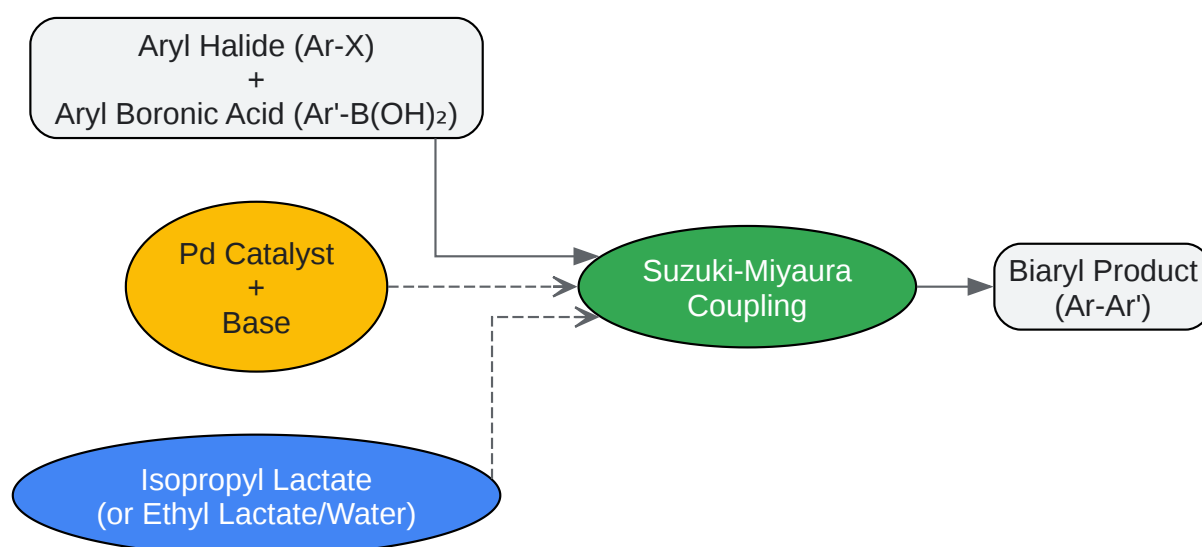 Aryl Halide (Ar-X)
+
Aryl Boronic Acid (Ar'-B(OH)₂)
Pd Catalyst
+
Base
Suzuki-Miyaura
Coupling
Biaryl Product
(Ar-Ar')
Isopropyl Lactate
(or Ethyl Lactate/Water)